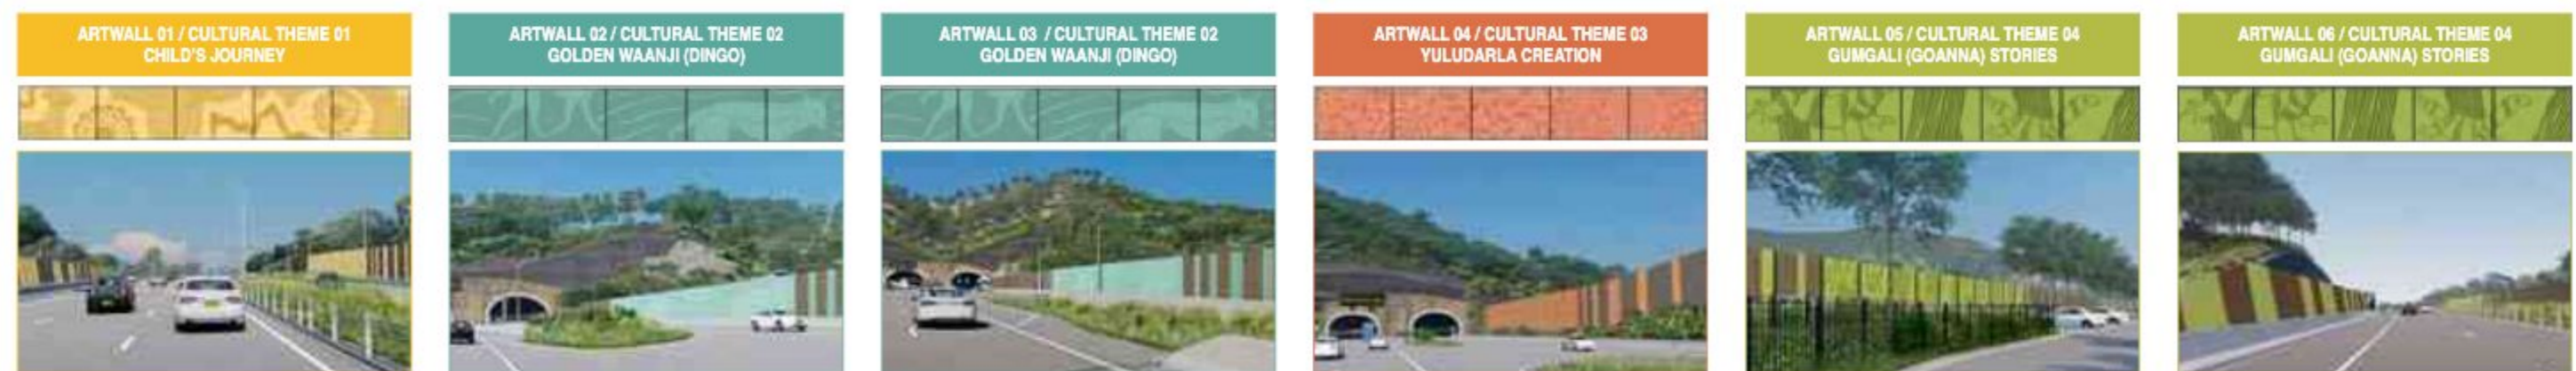 ARTWALL 01 / CULTURAL THEME 01
CHILD'S JOURNEY
ARTWALL 02 / CULTURAL THEME 02
GOLDEN WAANJI (DINGO)
ARTWALL 03 / CULTURAL THEME 02
GOLDEN WAANJI (DINGO)
ARTWALL 04 / CULTURAL THEME 03
YULUDARLA CREATION
ARTWALL 05 / CULTURAL THEME 04
GUMGALI (GOANNA) STORIES
ARTWALL 06 / CULTURAL THEME 04
GUMGALI (GOANNA) STORIES